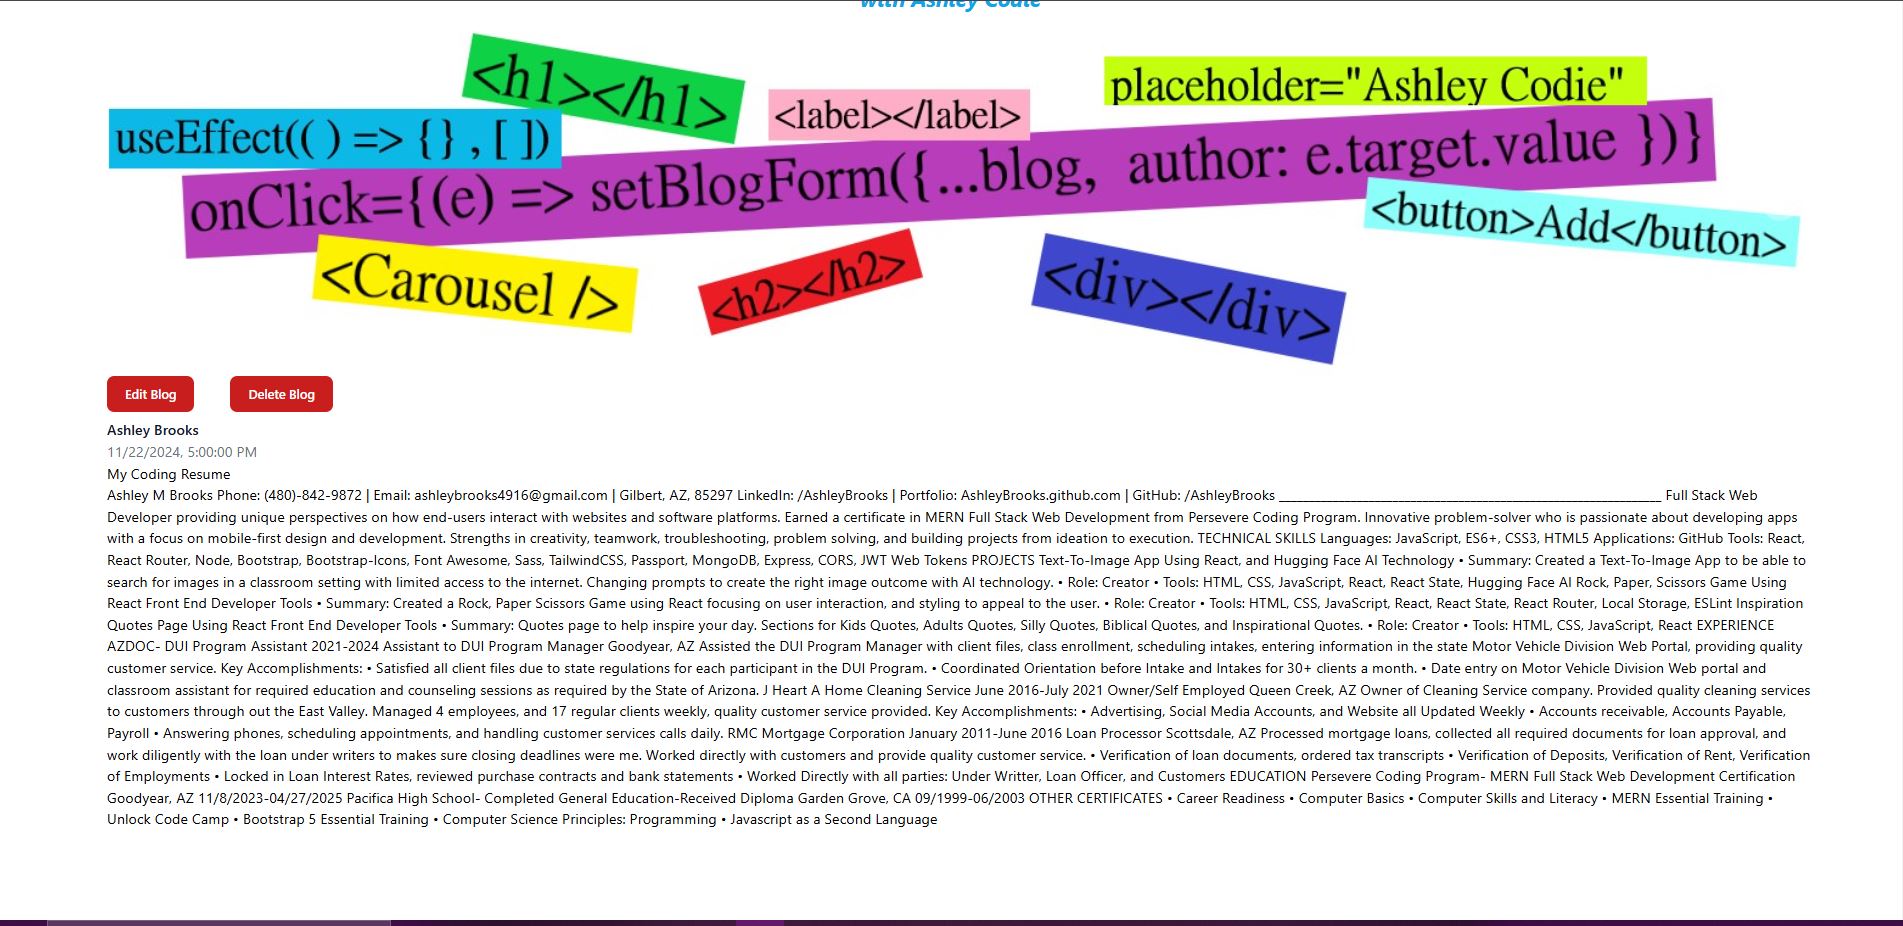 with Ashley Codie
<h1></h1>
placeholder="Ashley Codie"
<label></label>
useEffect(( ) => {} , [ ])
onClick={(e) => setBlogForm({...blog, author: e.target.value })}
<button>Add</button>
<Carousel />
<h2></h2>
<div></div>
Edit Blog
Delete Blog
Ashley Brooks
11/22/2024, 5:00:00 PM
My Coding Resume
Ashley M Brooks Phone: (480)-842-9872 | Email: ashleybrooks4916@gmail.com | Gilbert, AZ, 85297 LinkedIn: /AshleyBrooks | Portfolio: AshleyBrooks.github.com | GitHub: /AshleyBrooks ______________________________________________________ Full Stack Web
Developer providing unique perspectives on how end-users interact with websites and software platforms. Earned a certificate in MERN Full Stack Web Development from Persevere Coding Program. Innovative problem-solver who is passionate about developing apps
with a focus on mobile-first design and development. Strengths in creativity, teamwork, troubleshooting, problem solving, and building projects from ideation to execution. TECHNICAL SKILLS Languages: JavaScript, ES6+, CSS3, HTML5 Applications: GitHub Tools: React,
React Router, Node, Bootstrap, Bootstrap-Icons, Font Awesome, Sass, TailwindCSS, Passport, MongoDB, Express, CORS, JWT Web Tokens PROJECTS Text-To-Image App Using React, and Hugging Face AI Technology • Summary: Created a Text-To-Image App to be able to
search for images in a classroom setting with limited access to the internet. Changing prompts to create the right image outcome with AI technology. • Role: Creator • Tools: HTML, CSS, JavaScript, React, React State, Hugging Face AI Rock, Paper, Scissors Game Using
React Front End Developer Tools • Summary: Created a Rock, Paper Scissors Game using React focusing on user interaction, and styling to appeal to the user. • Role: Creator • Tools: HTML, CSS, JavaScript, React, React State, React Router, Local Storage, ESLint Inspiration
Quotes Page Using React Front End Developer Tools • Summary: Quotes page to help inspire your day. Sections for Kids Quotes, Adults Quotes, Silly Quotes, Biblical Quotes, and Inspirational Quotes. • Role: Creator • Tools: HTML, CSS, JavaScript, React EXPERIENCE
AZDOC- DUI Program Assistant 2021-2024 Assistant to DUI Program Manager Goodyear, AZ Assisted the DUI Program Manager with client files, class enrollment, scheduling intakes, entering information in the state Motor Vehicle Division Web Portal, providing quality
customer service. Key Accomplishments: • Satisfied all client files due to state regulations for each participant in the DUI Program. • Coordinated Orientation before Intake and Intakes for 30+ clients a month. • Date entry on Motor Vehicle Division Web portal and
classroom assistant for required education and counseling sessions as required by the State of Arizona. J Heart A Home Cleaning Service June 2016-July 2021 Owner/Self Employed Queen Creek, AZ Owner of Cleaning Service company. Provided quality cleaning services
to customers through out the East Valley. Managed 4 employees, and 17 regular clients weekly, quality customer service provided. Key Accomplishments: • Advertising, Social Media Accounts, and Website all Updated Weekly • Accounts receivable, Accounts Payable,
Payroll • Answering phones, scheduling appointments, and handling customer services calls daily. RMC Mortgage Corporation January 2011-June 2016 Loan Processor Scottsdale, AZ Processed mortgage loans, collected all required documents for loan approval, and
work diligently with the loan under writers to makes sure closing deadlines were me. Worked directly with customers and provide quality customer service. • Verification of loan documents, ordered tax transcripts • Verification of Deposits, Verification of Rent, Verification
of Employments • Locked in Loan Interest Rates, reviewed purchase contracts and bank statements • Worked Directly with all parties: Under Writter, Loan Officer, and Customers EDUCATION Persevere Coding Program- MERN Full Stack Web Development Certification
Goodyear, AZ 11/8/2023-04/27/2025 Pacifica High School- Completed General Education-Received Diploma Garden Grove, CA 09/1999-06/2003 OTHER CERTIFICATES • Career Readiness • Computer Basics • Computer Skills and Literacy • MERN Essential Training •
Unlock Code Camp • Bootstrap 5 Essential Training • Computer Science Principles: Programming • Javascript as a Second Language